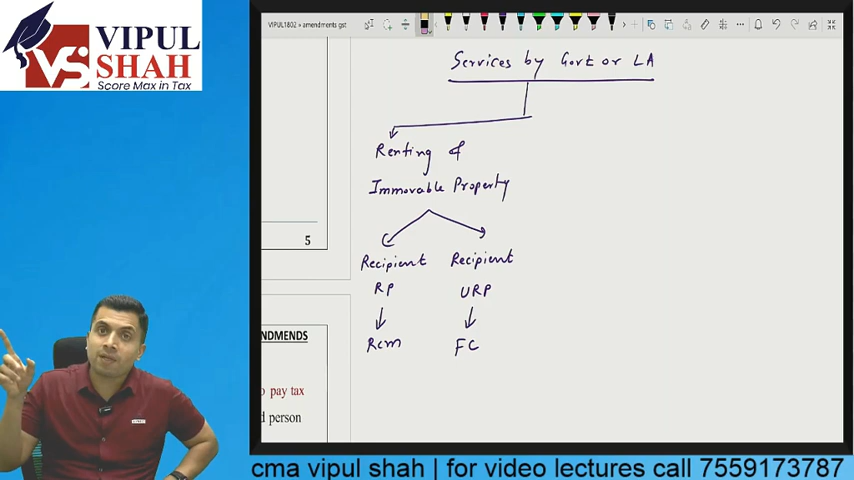 VIPUL
SHAH
Score Max in Tax
VS
VIPUL1802 + amendments gst
Services by Govt or LA
Renting of
Immovable Property
Recipient Recipient
RP URP
Rcm FC
5
NDMENDS
o pay tax
d person
cma vipul shah | for video lectures call 7559173787